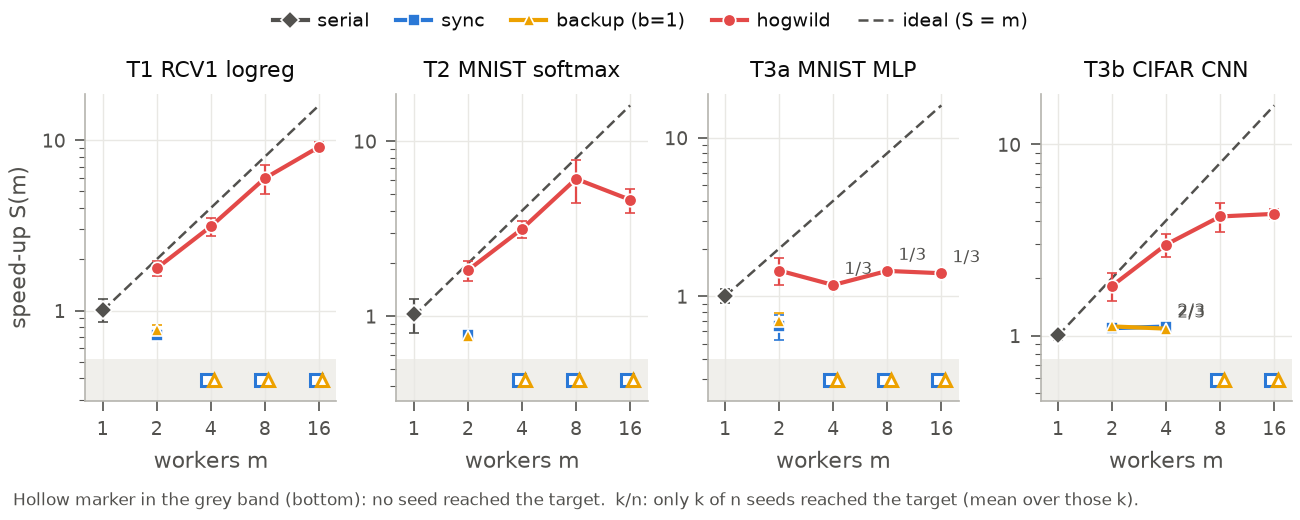 serial sync backup (b=1) hogwild ideal (S = m)
T1 RCV1 logreg
T2 MNIST softmax
T3a MNIST MLP
T3b CIFAR CNN
speed-up S(m)
10
1
1 2 4 8 16
workers m
10
1
1 2 4 8 16
workers m
10
1
1/3
1/3
1/3
1 2 4 8 16
workers m
10
1
2/3
1 2 4 8 16
workers m
Hollow marker in the grey band (bottom): no seed reached the target. k/n: only k of n seeds reached the target (mean over those k).